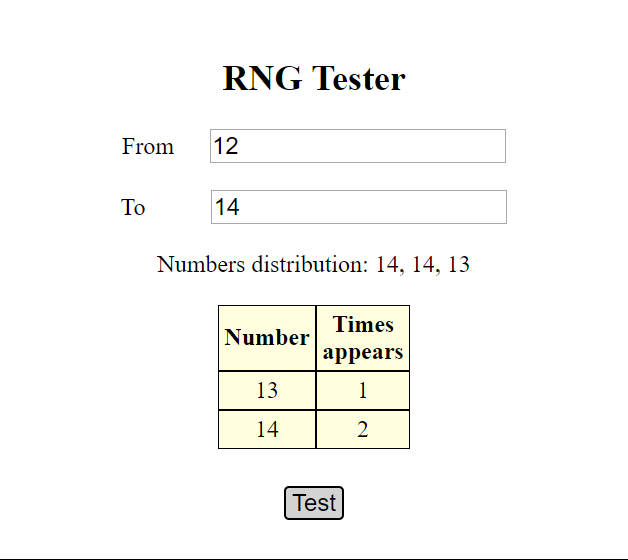 RNG Tester
From 12
To 14
Numbers distribution: 14, 14, 13
Number Times appears
13 1
14 2
Test